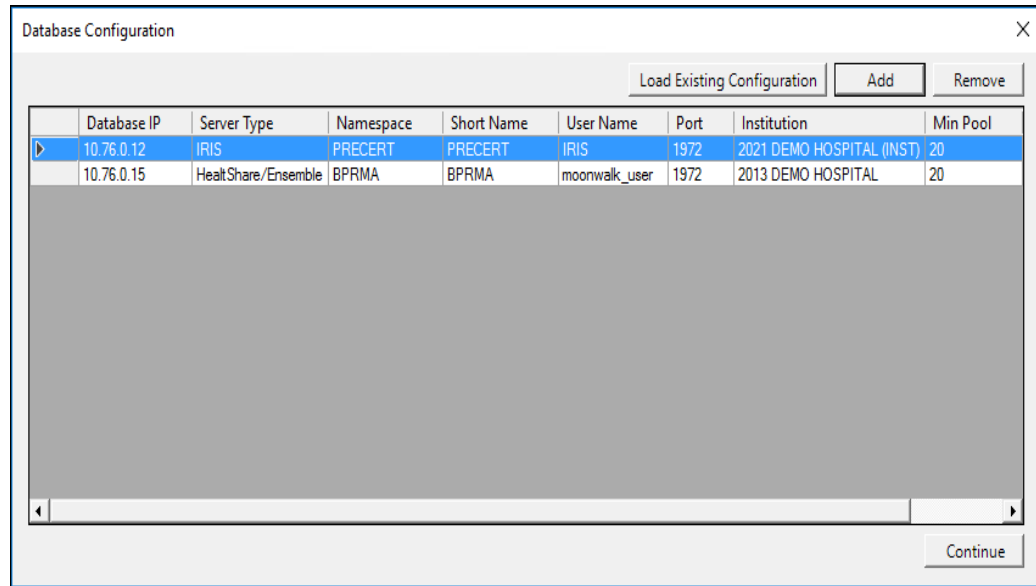 Database Configuration
Load Existing Configuration Add Remove
Database IP Server Type Namespace Short Name User Name Port Institution Min Pool
10.76.0.12 IRIS PRECERT PRECERT IRIS 1972 2021 DEMO HOSPITAL (INST) 20
10.76.0.15 HealtShare/Ensemble BPRMA BPRMA moonwalk_user 1972 2013 DEMO HOSPITAL 20
Continue